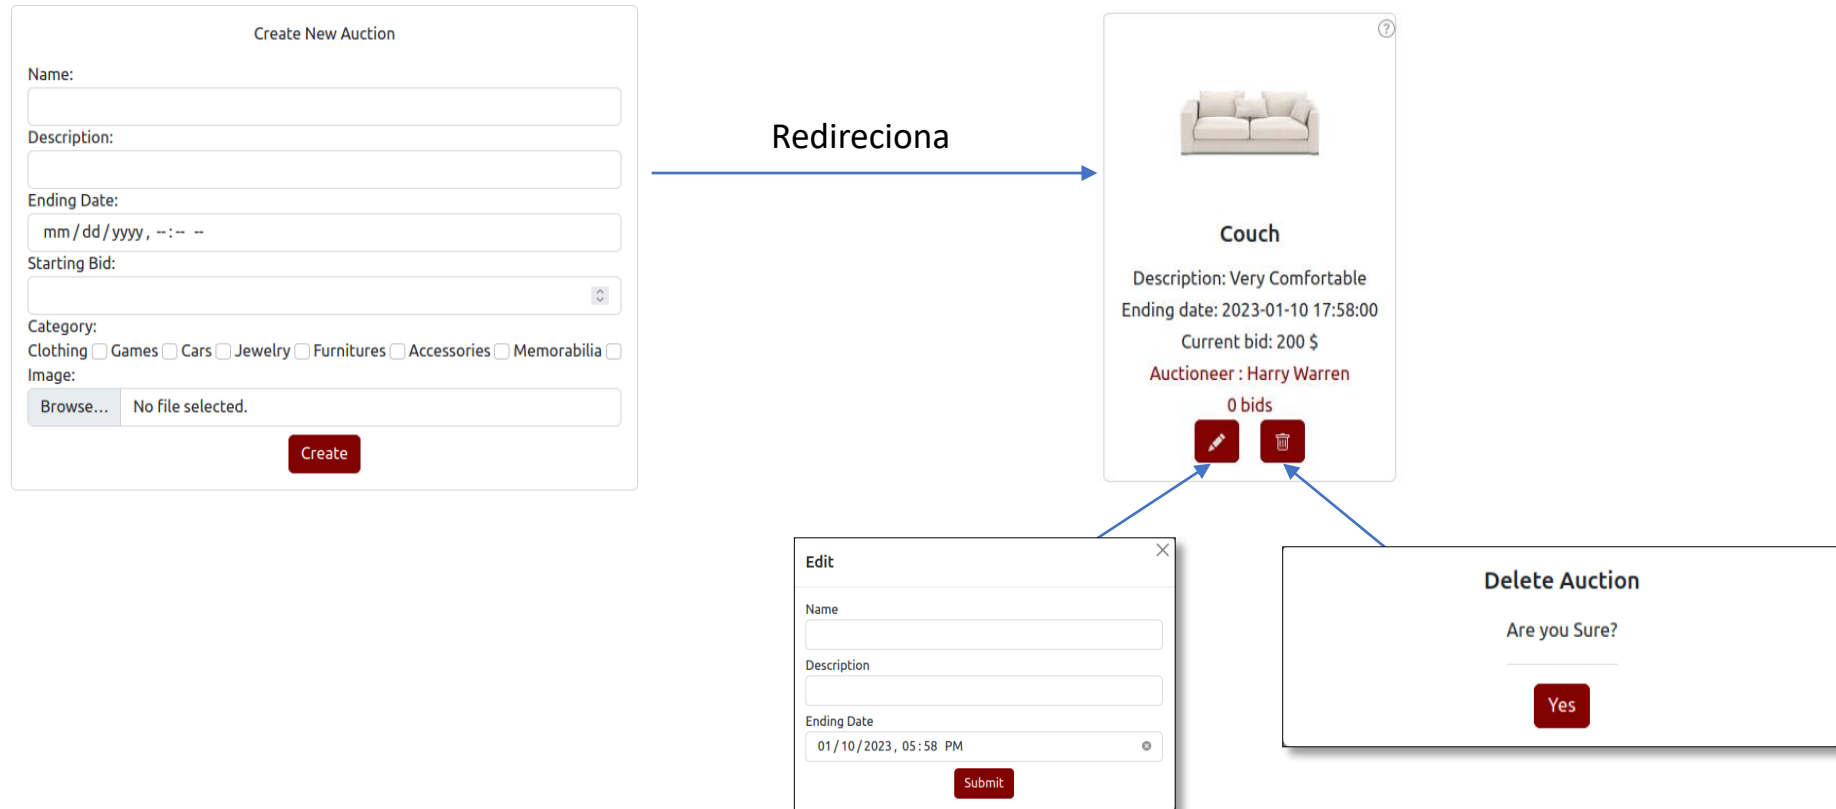 Create New Auction
Name:
Description:
Ending Date:
mm/dd/yyyy, --:-- --
Starting Bid:
Category:
Clothing Games Cars Jewelry Furnitures Accessories Memorabilia
Image:
Browse... No file selected.
Create
Redireciona
?
Couch
Description: Very Comfortable
Ending date: 2023-01-10 17:58:00
Current bid: 200 $
Auctioneer : Harry Warren
0 bids
Edit
Name
Description
Ending Date
01/10/2023, 05:58 PM
Submit
Delete Auction
Are you Sure?
Yes